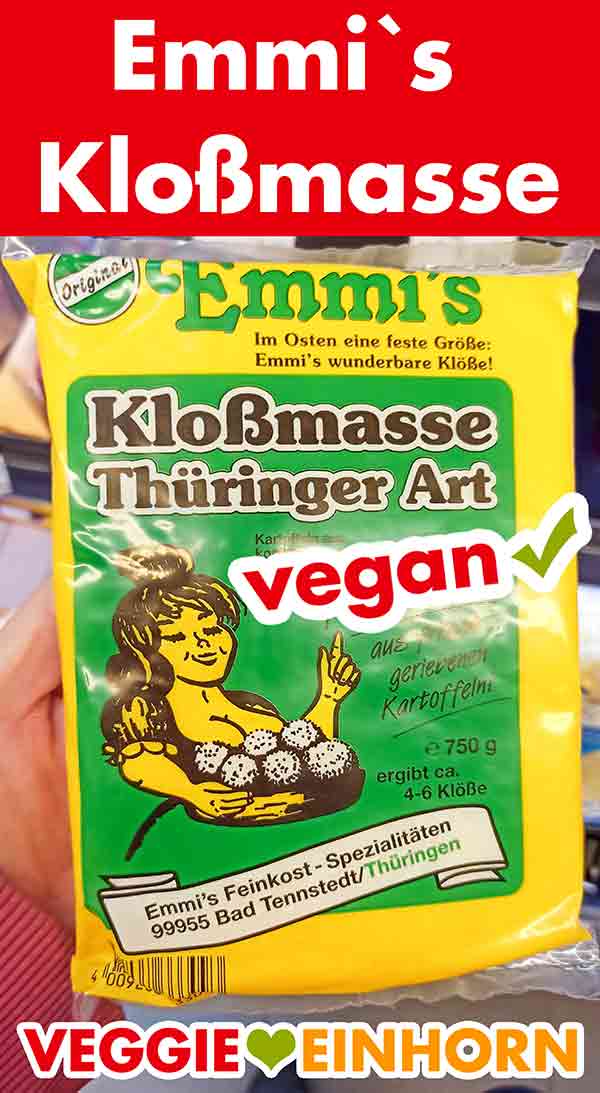 Emmi`s
Kloßmasse
Original
Emmi's
Im Osten eine feste Größe:
Emmi's wunderbare Klöße!
Kloßmasse
Thüringer Art
vegan
geriebenen
Kartoffeln!
℮ 750 g
ergibt ca.
4-6 Klöße
Emmi's Feinkost-Spezialitäten
99955 Bad Tennstedt/Thüringen
VEGGIE EINHORN